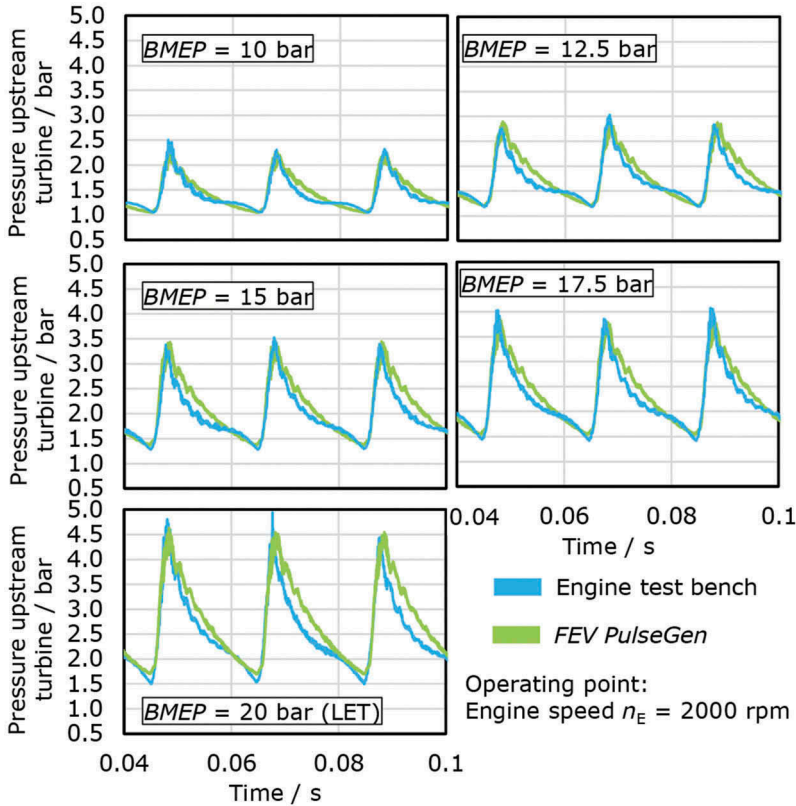 Pressure upstream
turbine / bar
5.0
4.5
4.0
3.5
3.0
2.5
2.0
1.5
1.0
0.5
BMEP = 10 bar
BMEP = 12.5 bar
Pressure upstream
turbine / bar
5.0
4.5
4.0
3.5
3.0
2.5
2.0
1.5
1.0
0.5
BMEP = 15 bar
BMEP = 17.5 bar
0.04 0.06 0.08 0.1
Time / s
Pressure upstream
turbine / bar
5.0
4.5
4.0
3.5
3.0
2.5
2.0
1.5
1.0
0.5
BMEP = 20 bar (LET)
0.04 0.06 0.08 0.1
Time / s
Engine test bench
FEV PulseGen
Operating point:
Engine speed nE = 2000 rpm